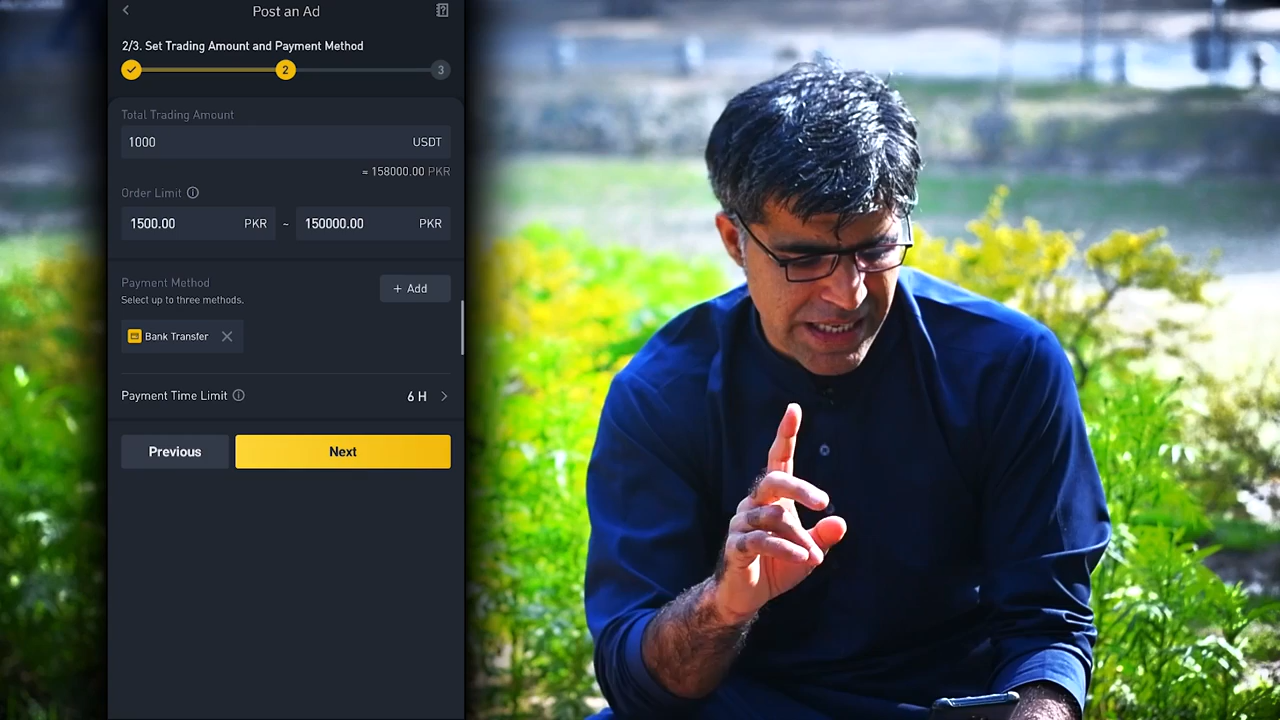 Post an Ad
2/3. Set Trading Amount and Payment Method
2
3
Total Trading Amount
1000 USDT
≈ 158000.00 PKR
Order Limit
1500.00 PKR ~ 150000.00 PKR
Payment Method
+ Add
Select up to three methods.
Bank Transfer
Payment Time Limit 6 H
Previous Next